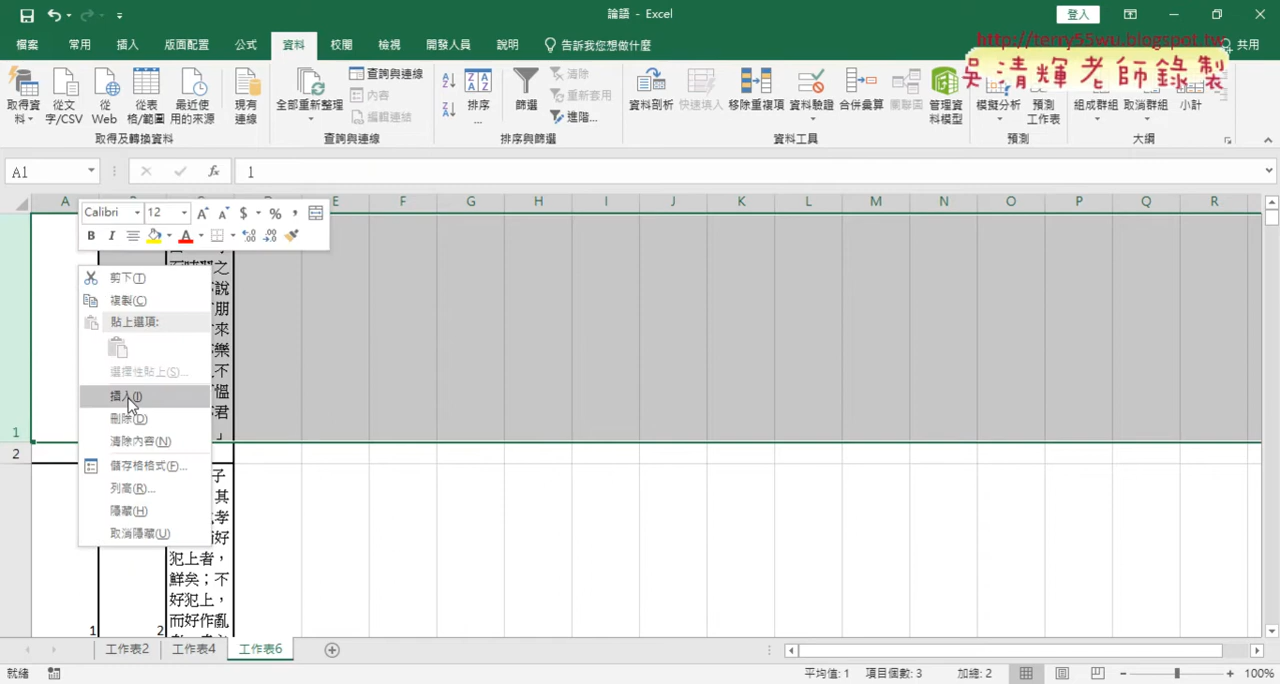 論語 - Excel
登入
檔案 常用 插入 版面配置 公式 資料 校閱 檢視 開發人員 說明 告訴我您想做什麼 共用
http://terry55wu.blogspot.tw
吳清輝老師錄製
取得資料 從文字/CSV 從 Web 從表格/範圍 最近使用的來源 現有連線
全部重新整理 查詢與連線 內容 編輯連結
排序... 篩選 清除 重新套用 進階...
資料剖析 快速填入 移除重複項 資料驗證 合併彙算 關聯圖 管理資料模型
模擬分析 預測工作表 組成群組 取消群組 小計
取得及轉換資料 查詢與連線 排序與篩選 資料工具 預測 大綱
A1 fx 1
A E F G H I J K L M N O P Q R
Calibri 12 A A $ % ,
B I A
剪下(T)
複製(C)
貼上選項:
選擇性貼上(S)...
插入(I)
刪除(D)
清除內容(N)
儲存格格式(F)...
列高(R)...
隱藏(H)
取消隱藏(U)
之
說
朋
來
樂
不
慍
君
」
1
2
子
其
孝
好
犯上者，
鮮矣；不
好犯上，
而好作亂
1 2
工作表2 工作表4 工作表6
就緒 平均值: 1 項目個數: 3 加總: 2 100%